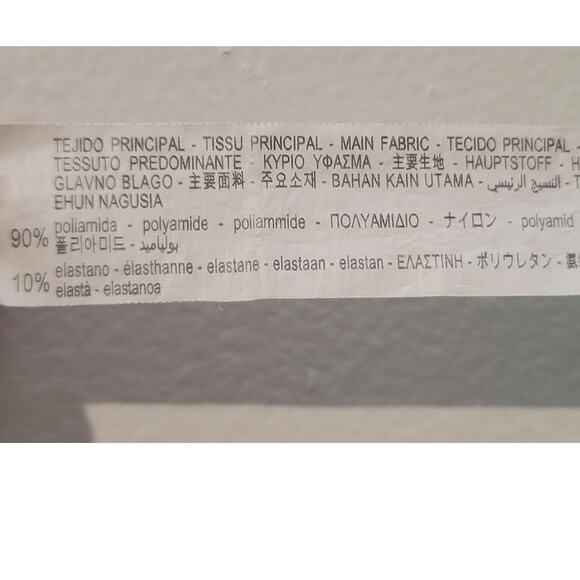 TEJIDO PRINCIPAL - TISSU PRINCIPAL - MAIN FABRIC - TECIDO PRINCIPAL -
TESSUTO PREDOMINANTE - ΚΥΡΙΟ ΥΦΑΣΜΑ - 主要生地 - HAUPTSTOFF - H
GLAVNO BLAGO - 主要面料 - 주요소재 - BAHAN KAIN UTAMA - النسيج الرئيسي - T
EHUN NAGUSIA
90% poliamida - polyamide - poliammide - ΠΟΛΥΑΜΙΔΙΟ - ナイロン - polyamid
폴리아미드 - بولياميد
10% elastano - élasthanne - elastane - elastaan - elastan - ΕΛΑΣΤΙΝΗ - ポリウレタン - 氨
elastà - elastanoa